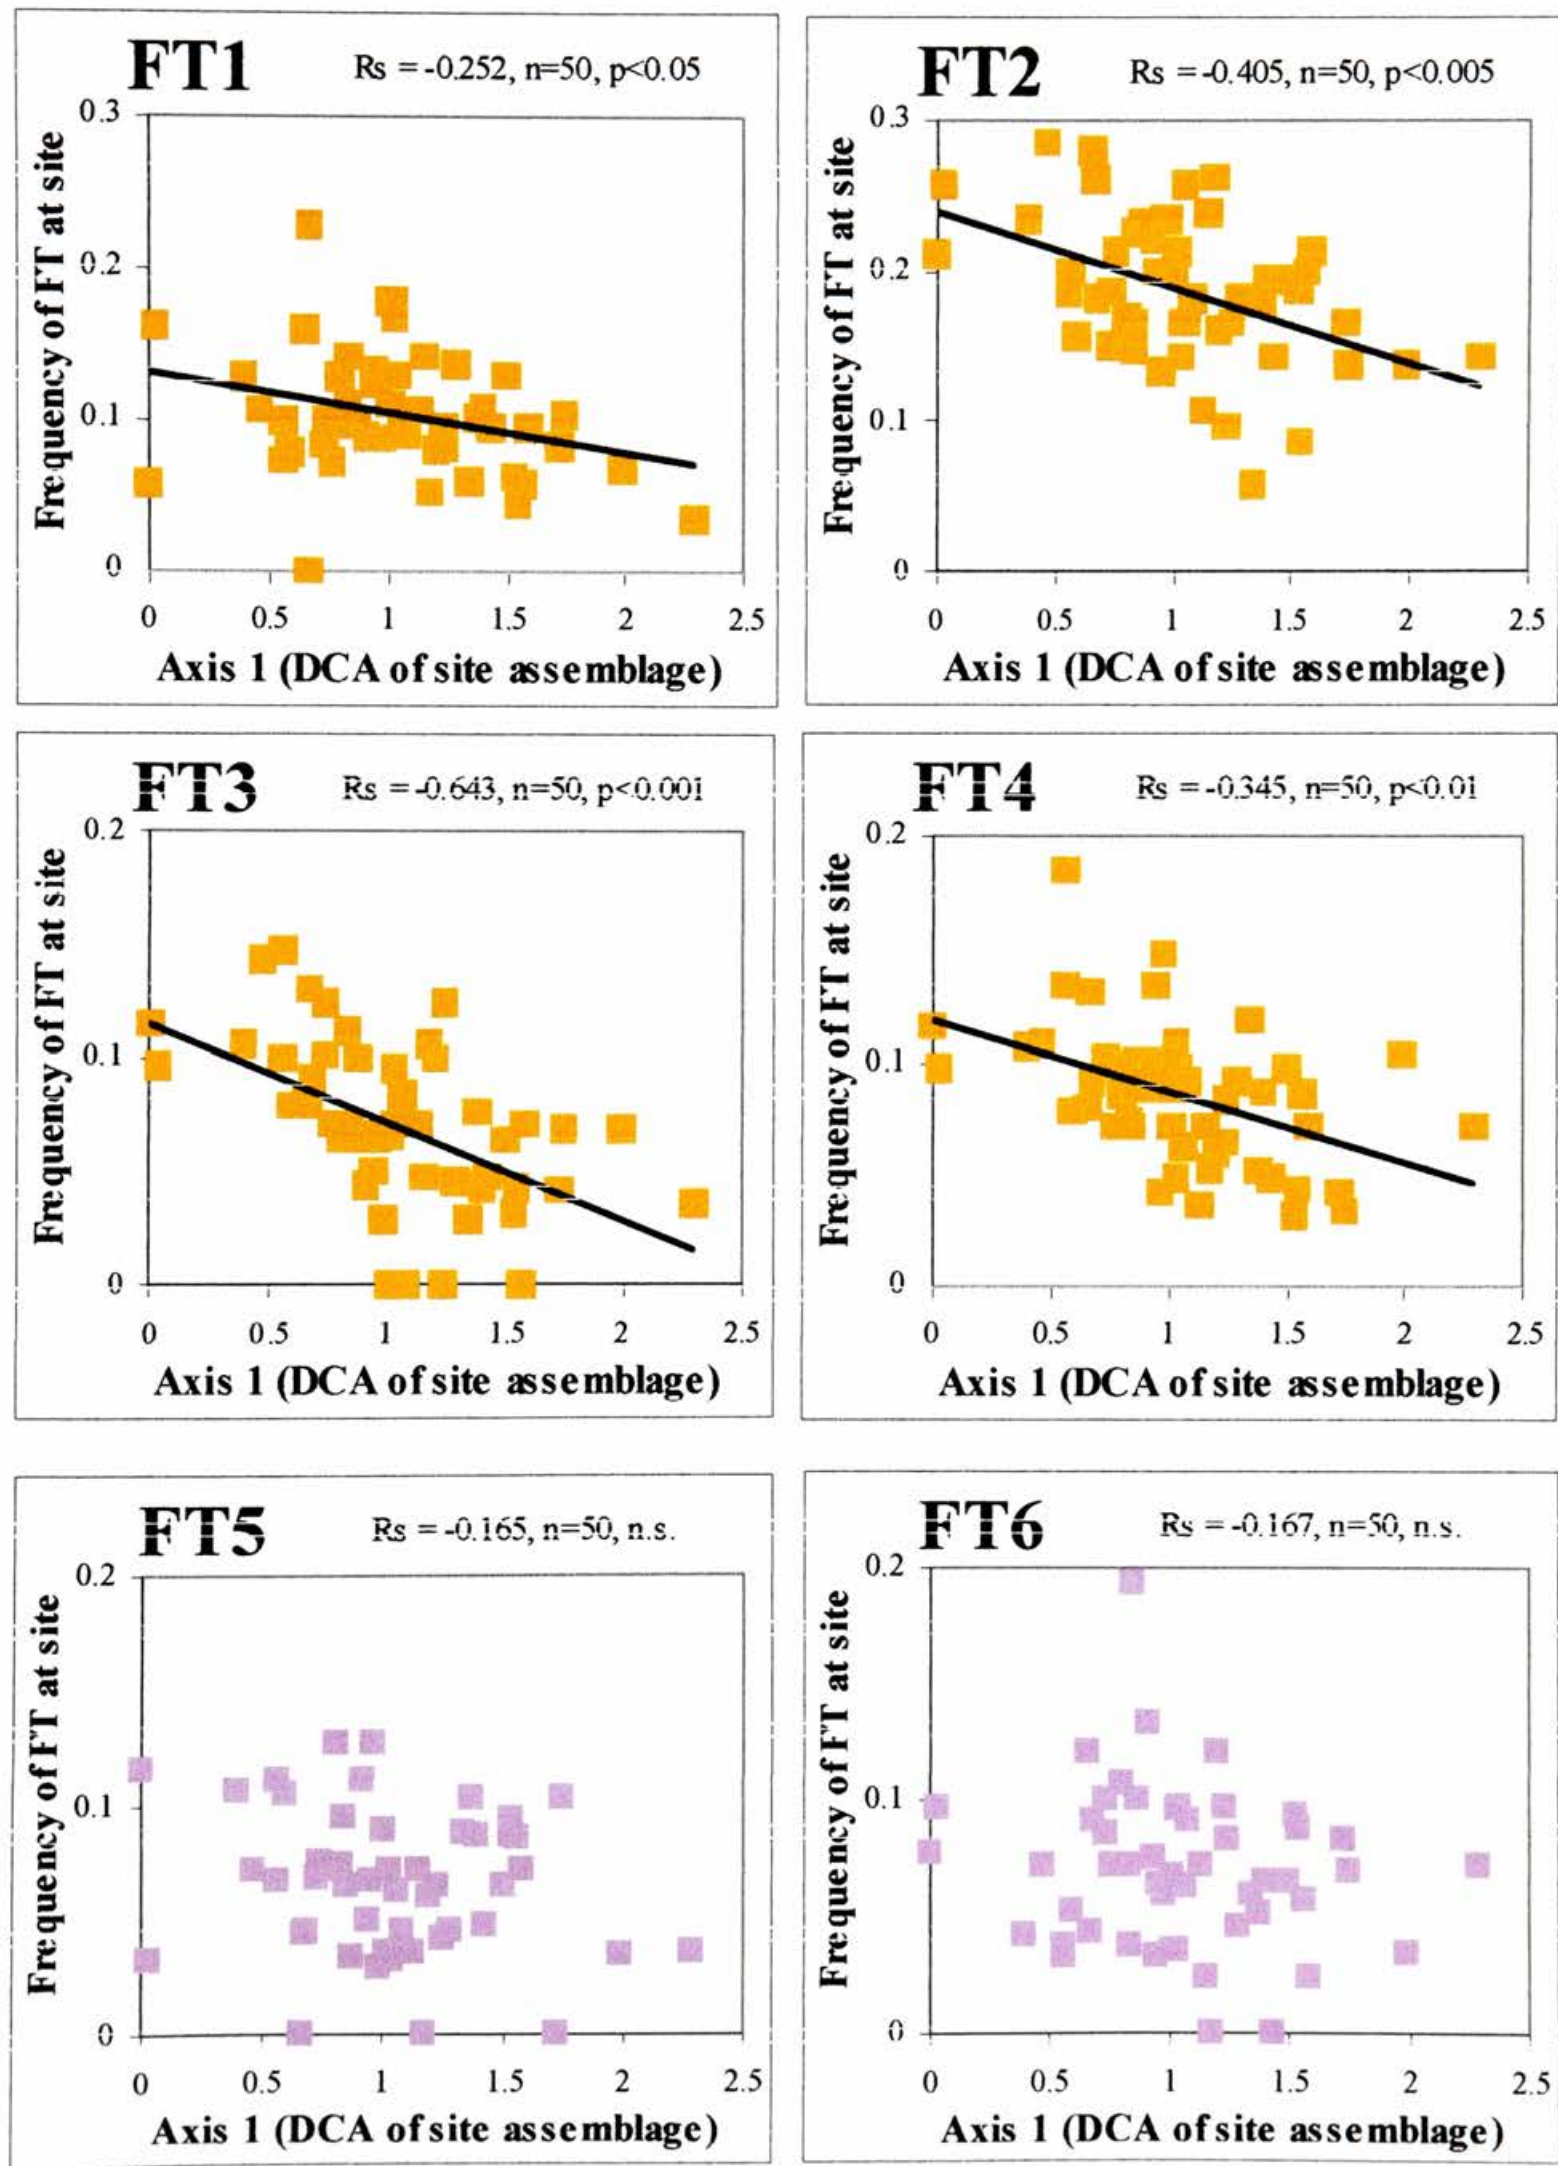 FT1 Rs = -0.252, n=50, p<0.05
Frequency of FT at site
0.3
0.2
0.1
0
0 0.5 1 1.5 2 2.5
Axis 1 (DCA of site assemblage)
FT2 Rs = -0.405, n=50, p<0.005
Frequency of FT at site
0.3
0.2
0.1
0
0 0.5 1 1.5 2 2.5
Axis 1 (DCA of site assemblage)
FT3 Rs = -0.643, n=50, p<0.001
Frequency of FT at site
0.2
0.1
0
0 0.5 1 1.5 2 2.5
Axis 1 (DCA of site assemblage)
FT4 Rs = -0.345, n=50, p<0.01
Frequency of FT at site
0.2
0.1
0
0 0.5 1 1.5 2 2.5
Axis 1 (DCA of site assemblage)
FT5 Rs = -0.165, n=50, n.s.
Frequency of FT at site
0.2
0.1
0
0 0.5 1 1.5 2 2.5
Axis 1 (DCA of site assemblage)
FT6 Rs = -0.167, n=50, n.s.
Frequency of FT at site
0.2
0.1
0
0 0.5 1 1.5 2 2.5
Axis 1 (DCA of site assemblage)